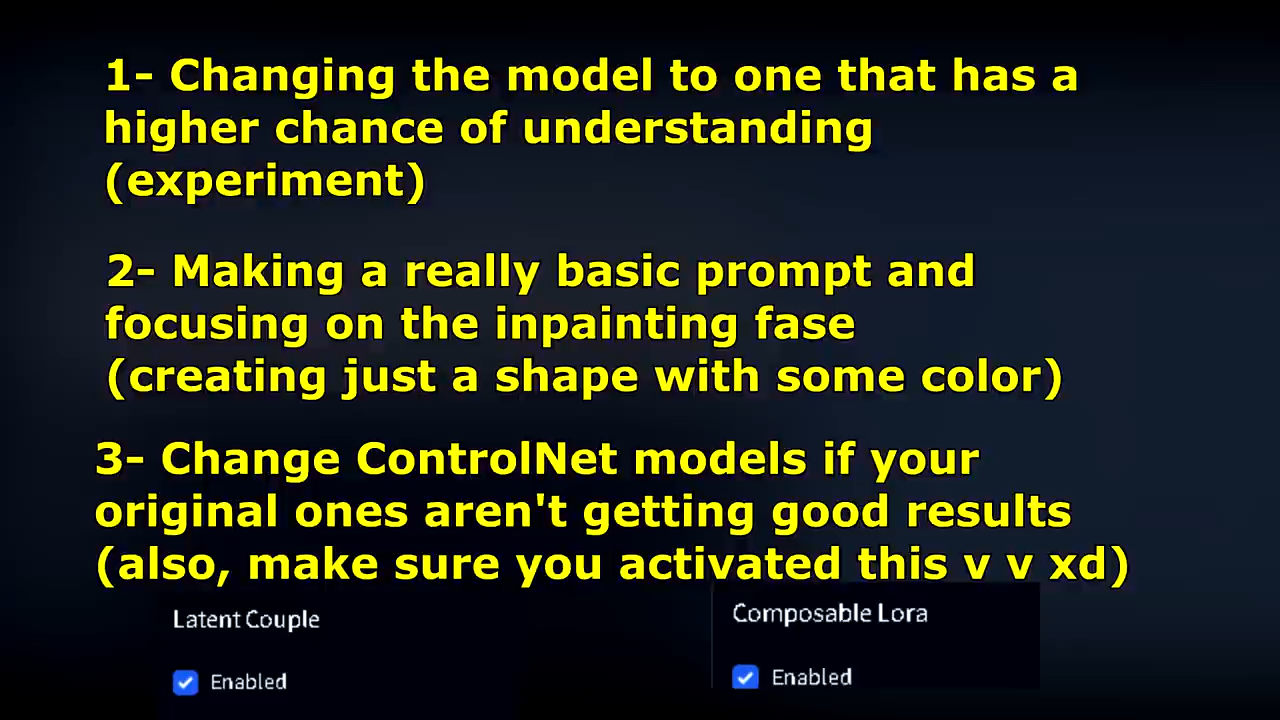 1- Changing the model to one that has a
higher chance of understanding
(experiment)
2- Making a really basic prompt and
focusing on the inpainting fase
(creating just a shape with some color)
3- Change ControlNet models if your
original ones aren't getting good results
(also, make sure you activated this v v xd)
Latent Couple
Composable Lora
Enabled
Enabled